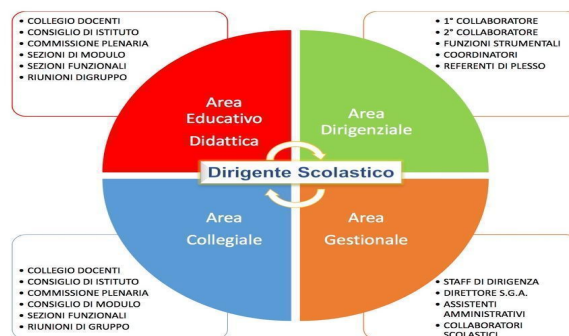 • COLLEGIO DOCENTI
• CONSIGLIO DI ISTITUTO
• COMMISSIONE PLENARIA
• SEZIONI DI MODULO
• SEZIONI FUNZIONALI
• RIUNIONI DIGRUPPO
• 1° COLLABORATORE
• 2° COLLABORATORE
• FUNZIONI STRUMENTALI
• COORDINATORI
• REFERENTI DI PLESSO
Area
Educativo
Didattica
Area
Dirigenziale
Dirigente Scolastico
Area
Collegiale
Area
Gestionale
• COLLEGIO DOCENTI
• CONSIGLIO DI ISTITUTO
• COMMISSIONE PLENARIA
• CONSIGLIO DI MODULO
• SEZIONI FUNZIONALI
• RIUNIONI DI GRUPPO
• STAFF DI DIRIGENZA
• DIRETTORE S.G.A.
• ASSISTENTI
AMMINISTRATIVI
• COLLABORATORI
SCOLASTICI